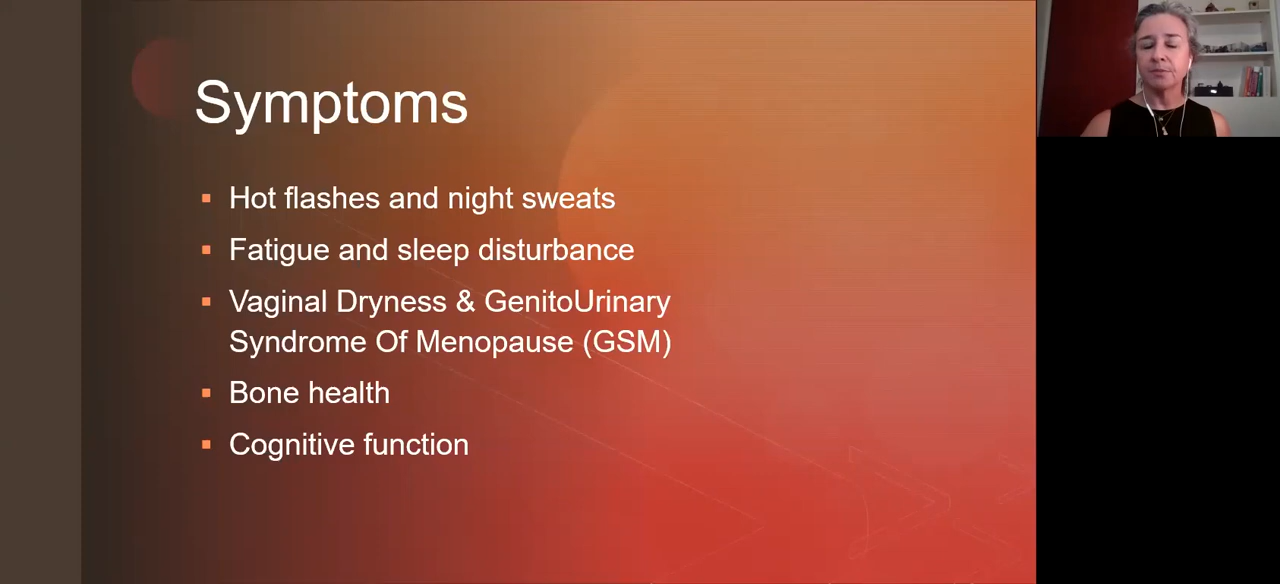 Symptoms
Hot flashes and night sweats
Fatigue and sleep disturbance
Vaginal Dryness & GenitoUrinary
Syndrome Of Menopause (GSM)
Bone health
Cognitive function